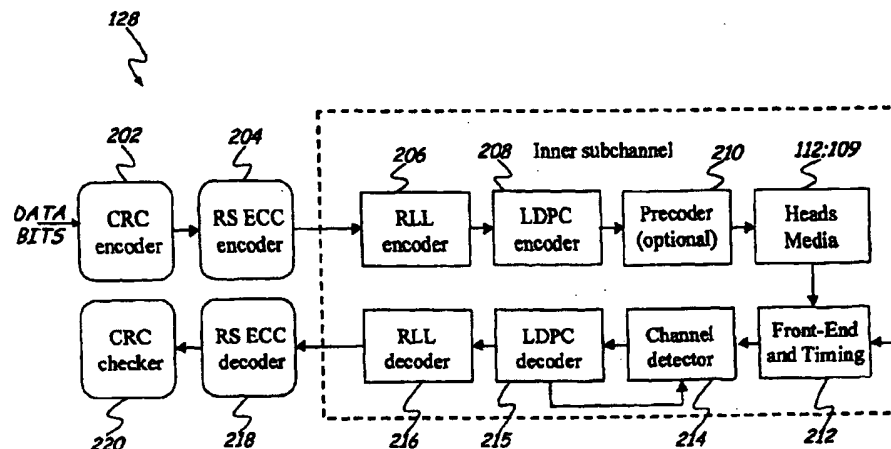 128
202
204
206
208
Inner subchannel
210
112:109
DATA
BITS
CRC
encoder
RS ECC
encoder
RLL
encoder
LDPC
encoder
Precoder
(optional)
Heads
Media
CRC
checker
RS ECC
decoder
RLL
decoder
LDPC
decoder
Channel
detector
Front-End
and Timing
220
218
216
215
214
212